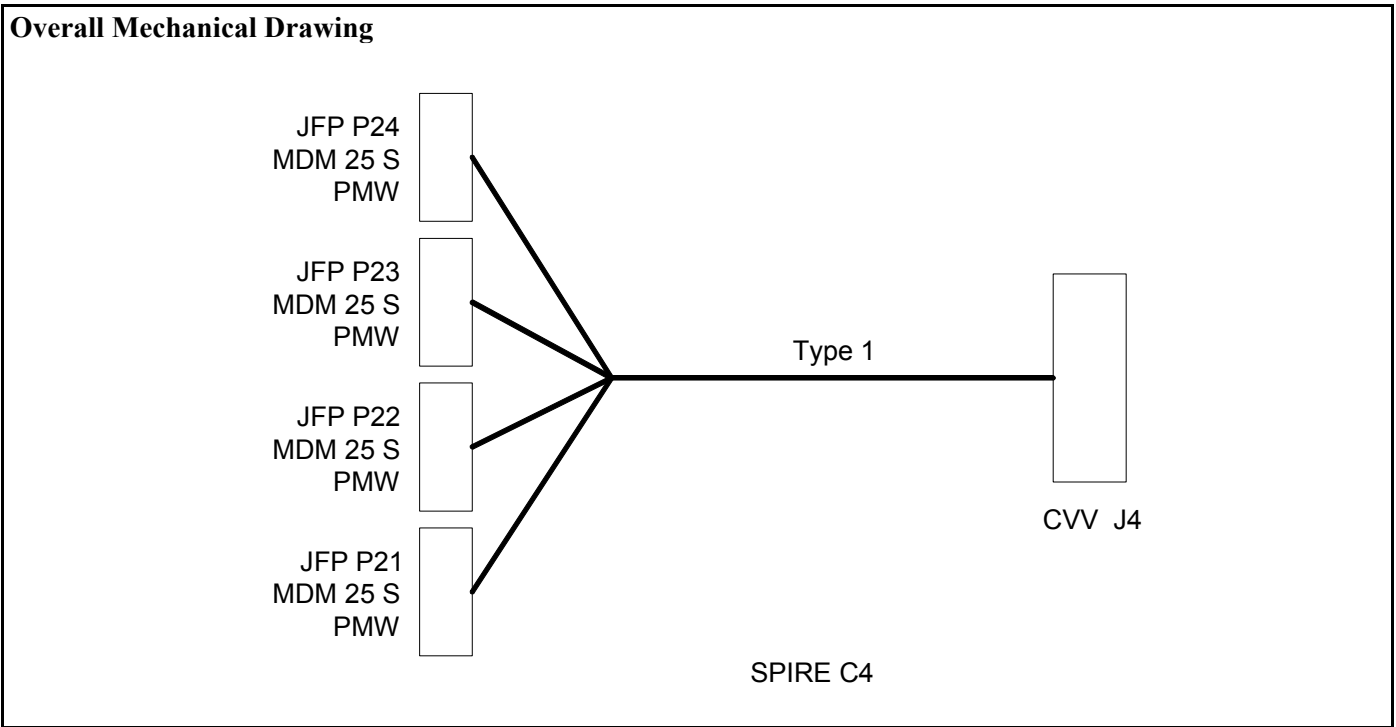 Overall Mechanical Drawing
JFP P24
MDM 25 S
PMW
JFP P23
MDM 25 S
PMW
Type 1
JFP P22
MDM 25 S
PMW
CVV J4
JFP P21
MDM 25 S
PMW
SPIRE C4